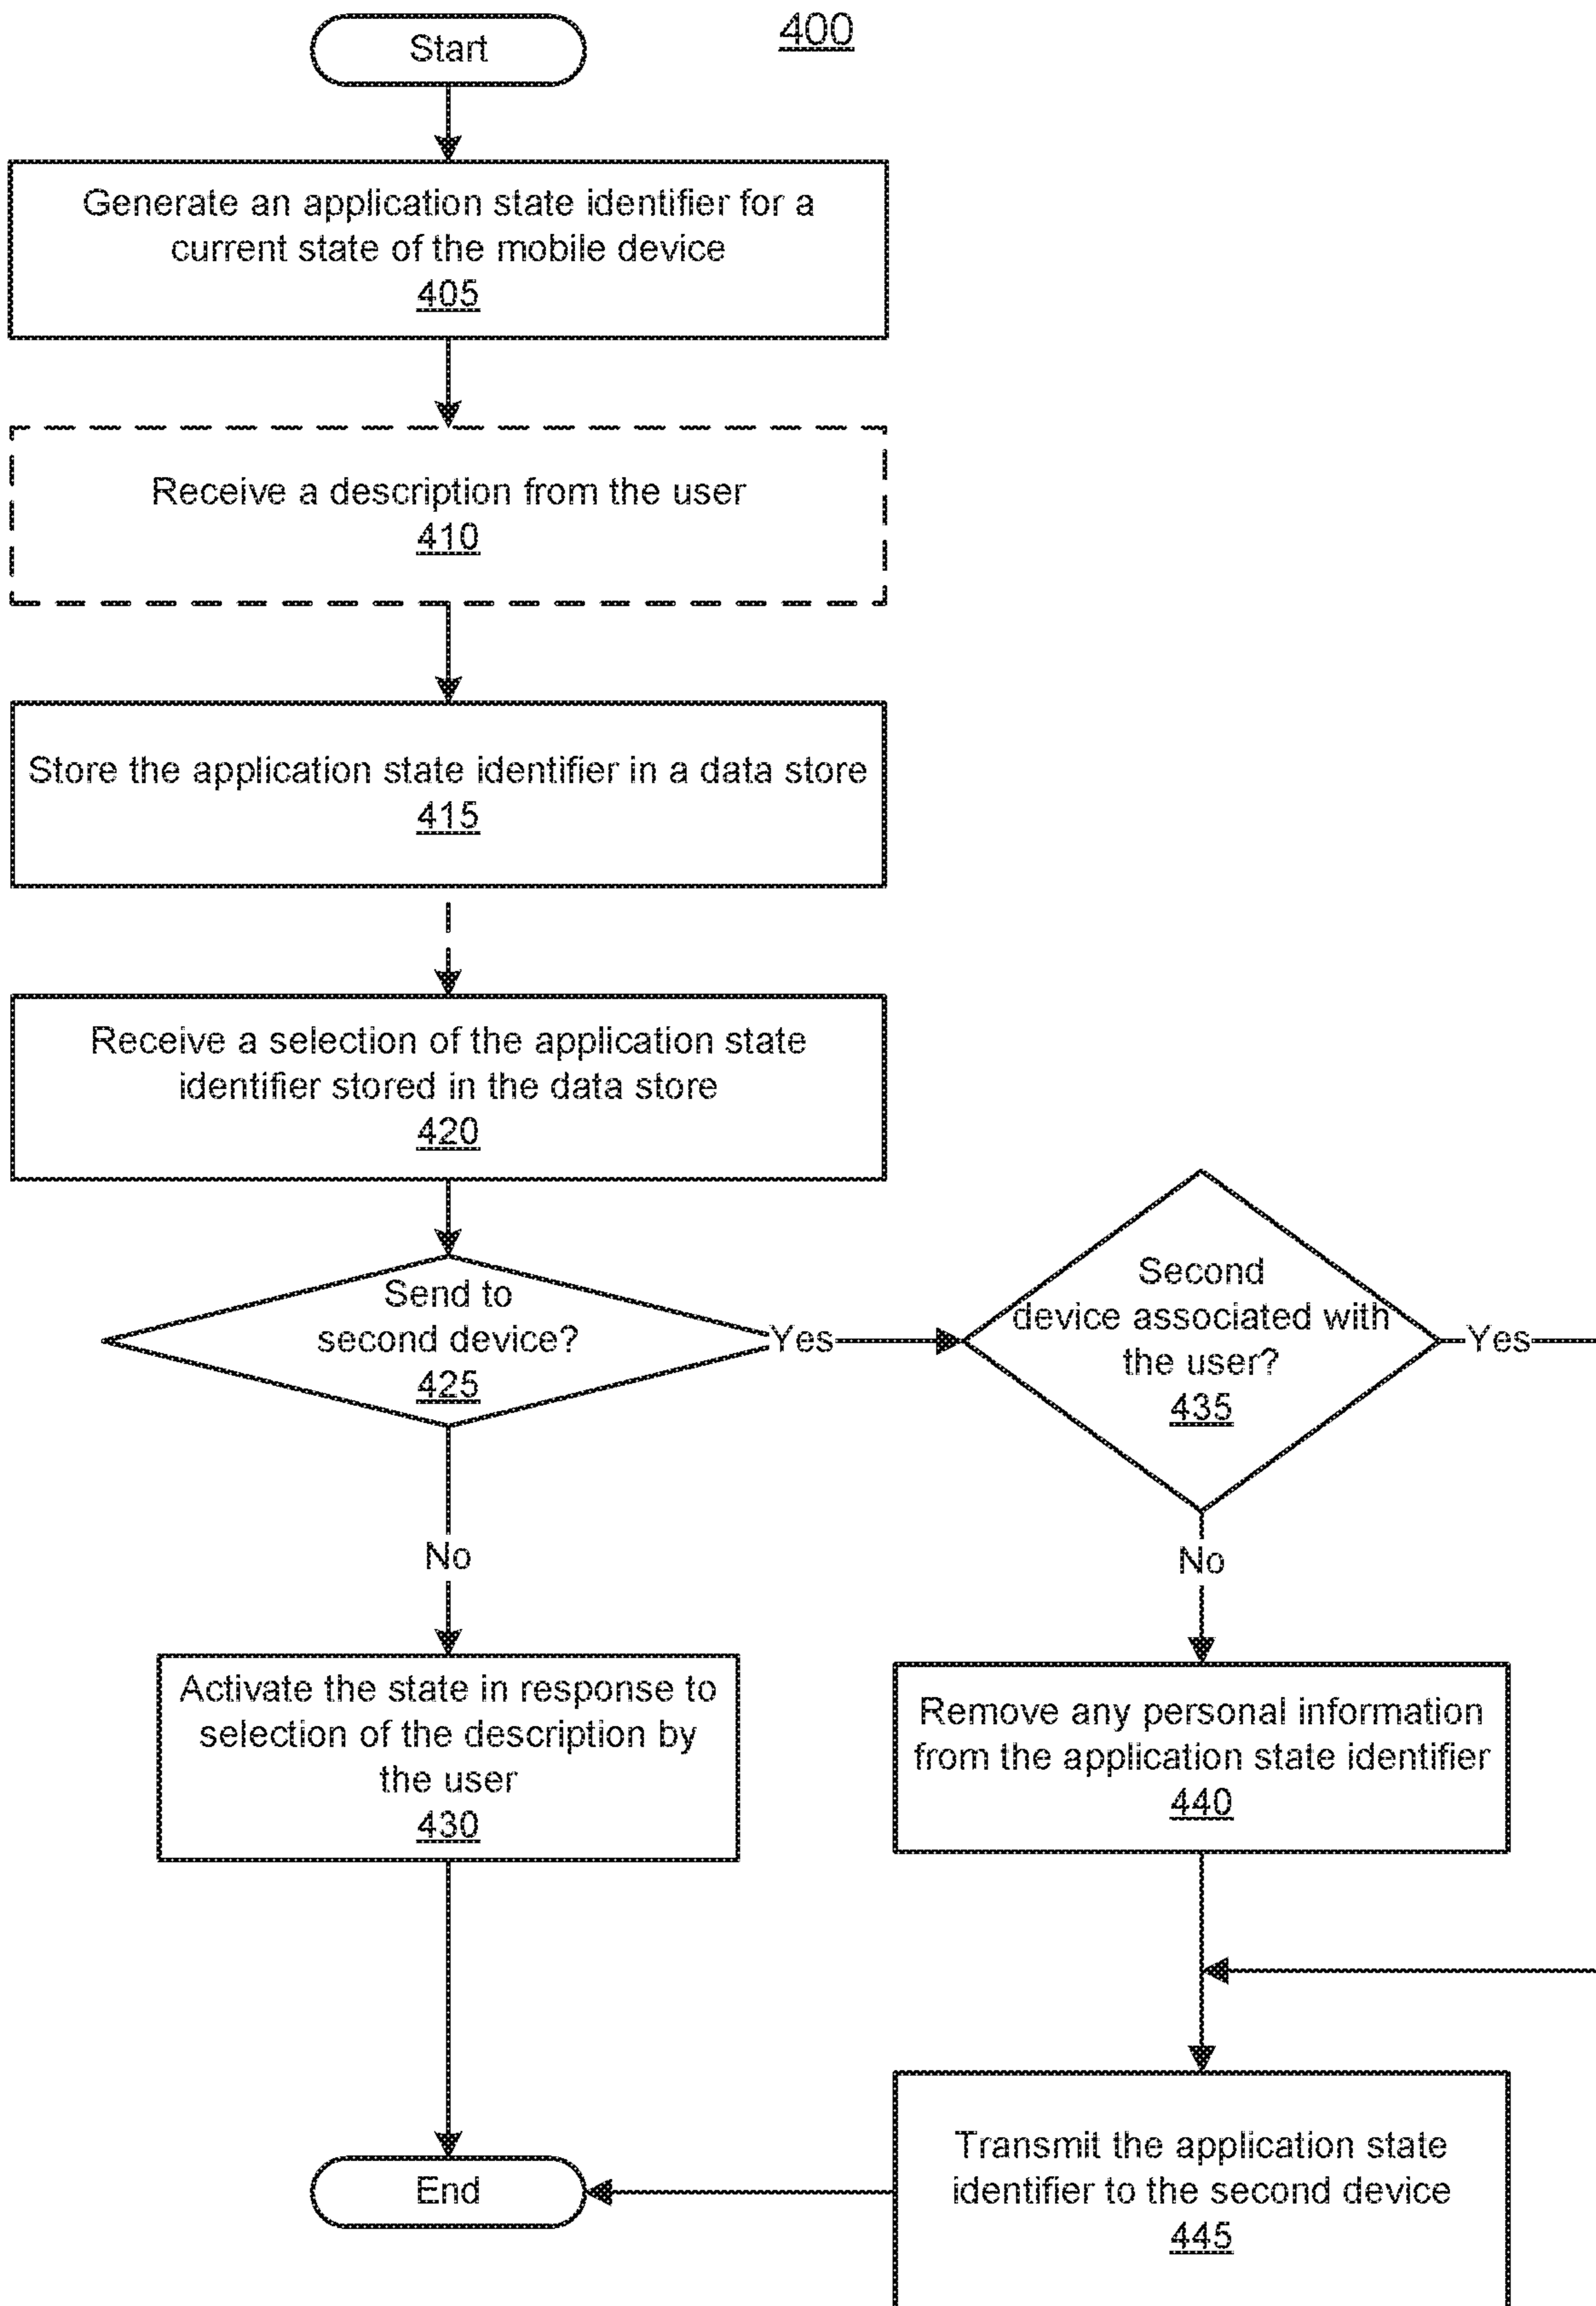 400
Start
Generate an application state identifier for a
current state of the mobile device
405
Receive a description from the user
410
Store the application state identifier in a data store
415
Receive a selection of the application state
identifier stored in the data store
420
Send to
second device?
425
Yes
Second
device associated with
the user?
435
Yes
No
No
Activate the state in response to
selection of the description by
the user
430
Remove any personal information
from the application state identifier
440
Transmit the application state
identifier to the second device
445
End